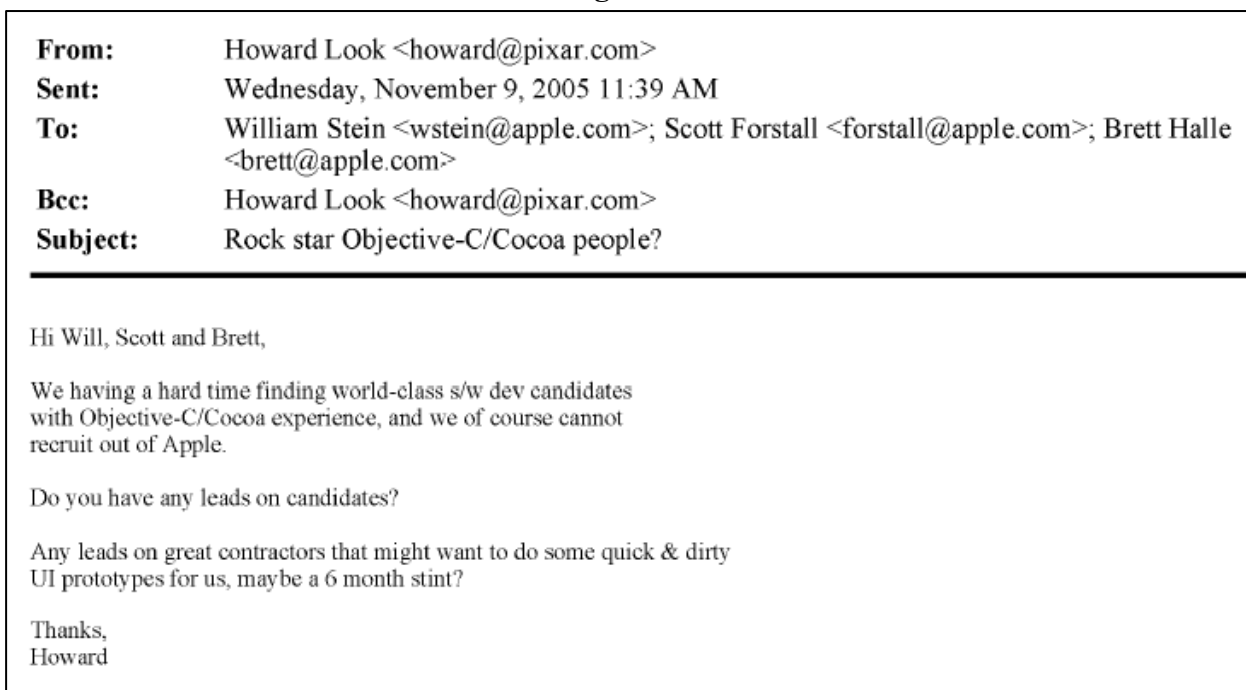 From: Howard Look <howard@pixar.com>
Sent: Wednesday, November 9, 2005 11:39 AM
To: William Stein <wstein@apple.com>; Scott Forstall <forstall@apple.com>; Brett Halle
<brett@apple.com>
Bcc: Howard Look <howard@pixar.com>
Subject: Rock star Objective-C/Cocoa people?
Hi Will, Scott and Brett,
We having a hard time finding world-class s/w dev candidates
with Objective-C/Cocoa experience, and we of course cannot
recruit out of Apple.
Do you have any leads on candidates?
Any leads on great contractors that might want to do some quick & dirty
UI prototypes for us, maybe a 6 month stint?
Thanks,
Howard